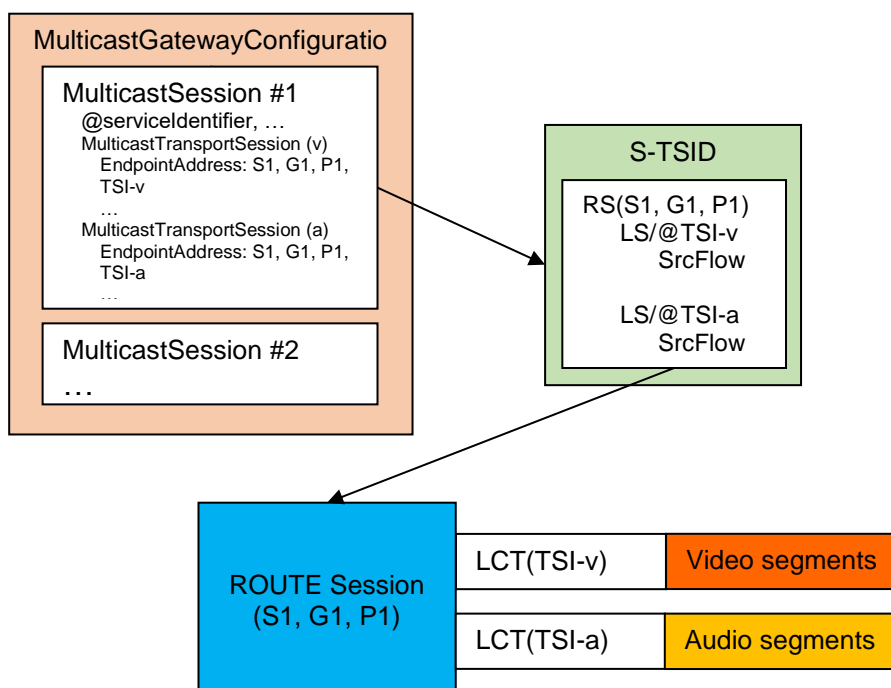 MulticastGatewayConfiguratio
MulticastSession #1
@serviceIdentifier, …
MulticastTransportSession (v)
EndpointAddress: S1, G1, P1,
TSI-v
…
MulticastTransportSession (a)
EndpointAddress: S1, G1, P1,
TSI-a
…
MulticastSession #2
…
S-TSID
RS(S1, G1, P1)
LS/@TSI-v
SrcFlow
LS/@TSI-a
SrcFlow
ROUTE Session
(S1, G1, P1)
LCT(TSI-v)
Video segments
LCT(TSI-a)
Audio segments